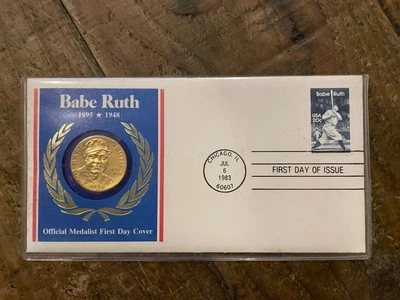 Babe Ruth
1895 ★ 1948
Official Medalist First Day Cover
CHICAGO, IL
JUL
6
1983
60607
FIRST DAY OF ISSUE
Babe Ruth
USA
20c